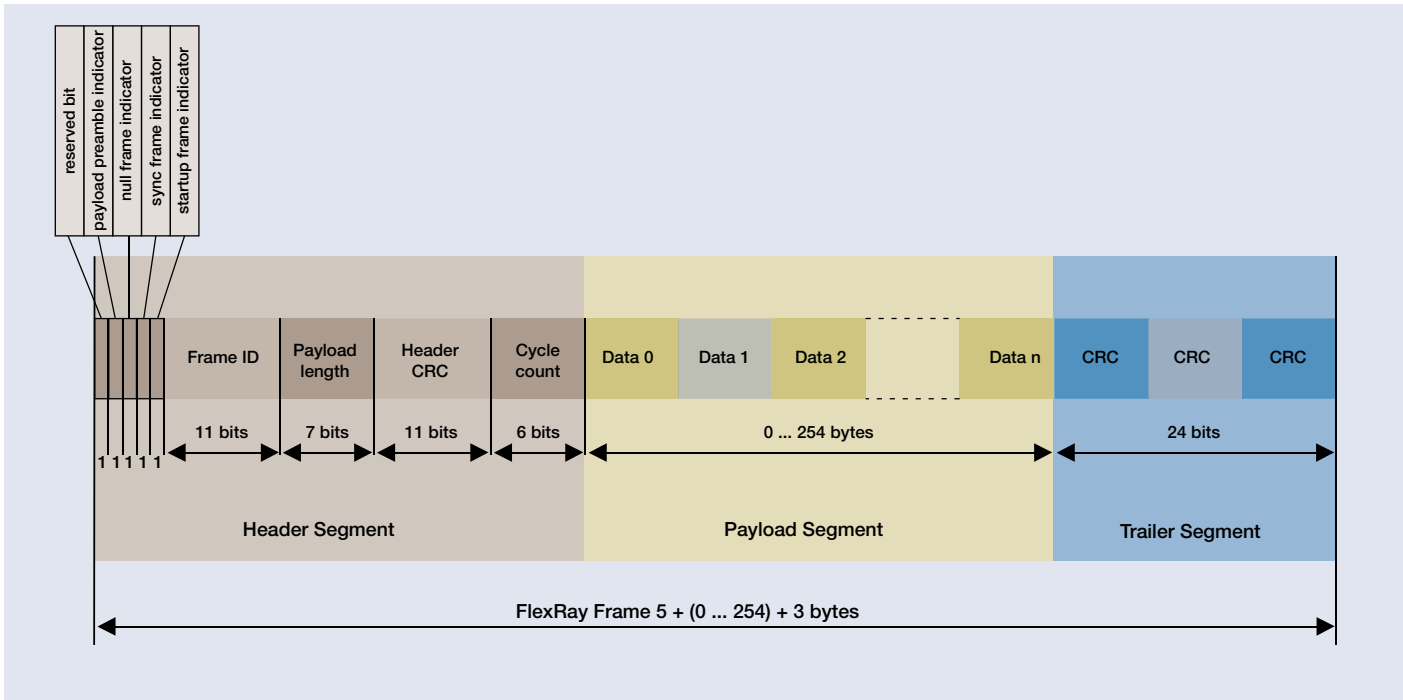 reserved bit
payload preamble indicator
null frame indicator
sync frame indicator
startup frame indicator
Frame ID
Payload
length
Header
CRC
Cycle
count
Data 0
Data 1
Data 2
Data n
CRC
CRC
CRC
11 bits
7 bits
11 bits
6 bits
0 ... 254 bytes
24 bits
1 1 1 1 1
Header Segment
Payload Segment
Trailer Segment
FlexRay Frame 5 + (0 ... 254) + 3 bytes